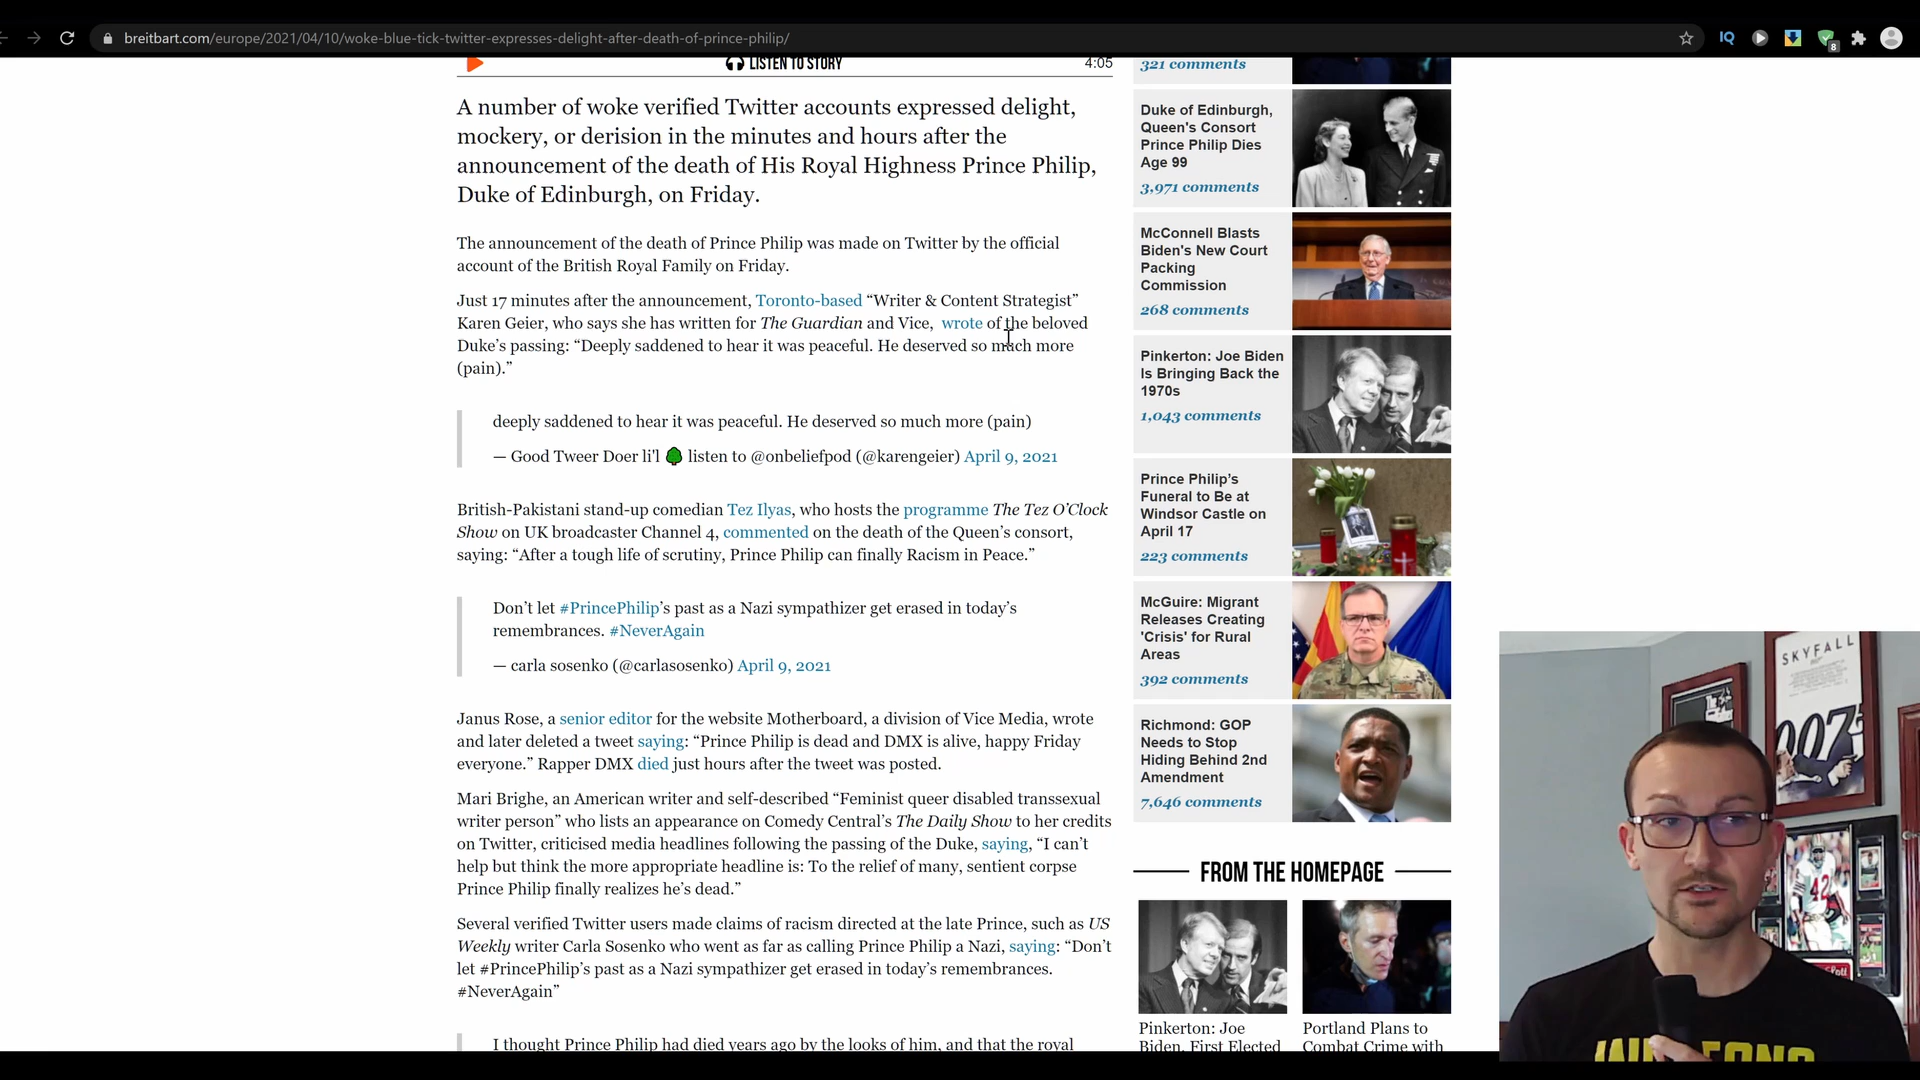 breitbart.com/europe/2021/04/10/woke-blue-tick-twitter-expresses-delight-after-death-of-prince-philip/
IQ
8
LISTEN TO STORY
4:05
A number of woke verified Twitter accounts expressed delight,
mockery, or derision in the minutes and hours after the
announcement of the death of His Royal Highness Prince Philip,
Duke of Edinburgh, on Friday.
The announcement of the death of Prince Philip was made on Twitter by the official
account of the British Royal Family on Friday.
Just 17 minutes after the announcement, Toronto-based “Writer & Content Strategist”
Karen Geier, who says she has written for The Guardian and Vice,  wrote of the beloved
Duke’s passing: “Deeply saddened to hear it was peaceful. He deserved so much more
(pain).”
deeply saddened to hear it was peaceful. He deserved so much more (pain)
— Good Tweer Doer li'l 🌳 listen to @onbeliefpod (@karengeier) April 9, 2021
British-Pakistani stand-up comedian Tez Ilyas, who hosts the programme The Tez O’Clock
Show on UK broadcaster Channel 4, commented on the death of the Queen’s consort,
saying: “After a tough life of scrutiny, Prince Philip can finally Racism in Peace.”
Don’t let #PrincePhilip’s past as a Nazi sympathizer get erased in today’s
remembrances. #NeverAgain
— carla sosenko (@carlasosenko) April 9, 2021
Janus Rose, a senior editor for the website Motherboard, a division of Vice Media, wrote
and later deleted a tweet saying: “Prince Philip is dead and DMX is alive, happy Friday
everyone.” Rapper DMX died just hours after the tweet was posted.
Mari Brighe, an American writer and self-described “Feminist queer disabled transsexual
writer person” who lists an appearance on Comedy Central’s The Daily Show to her credits
on Twitter, criticised media headlines following the passing of the Duke, saying, “I can’t
help but think the more appropriate headline is: To the relief of many, sentient corpse
Prince Philip finally realizes he’s dead.”
Several verified Twitter users made claims of racism directed at the late Prince, such as US
Weekly writer Carla Sosenko who went as far as calling Prince Philip a Nazi, saying: “Don’t
let #PrincePhilip’s past as a Nazi sympathizer get erased in today’s remembrances.
#NeverAgain”
I thought Prince Philip had died years ago by the looks of him, and that the royal
321 comments
Duke of Edinburgh,
Queen's Consort
Prince Philip Dies
Age 99
3,971 comments
McConnell Blasts
Biden's New Court
Packing
Commission
268 comments
Pinkerton: Joe Biden
Is Bringing Back the
1970s
1,043 comments
Prince Philip’s
Funeral to Be at
Windsor Castle on
April 17
223 comments
McGuire: Migrant
Releases Creating
'Crisis' for Rural
Areas
392 comments
Richmond: GOP
Needs to Stop
Hiding Behind 2nd
Amendment
7,646 comments
FROM THE HOMEPAGE
Pinkerton: Joe
Biden, First Elected
Portland Plans to
Combat Crime with
SKYFALL
007
42